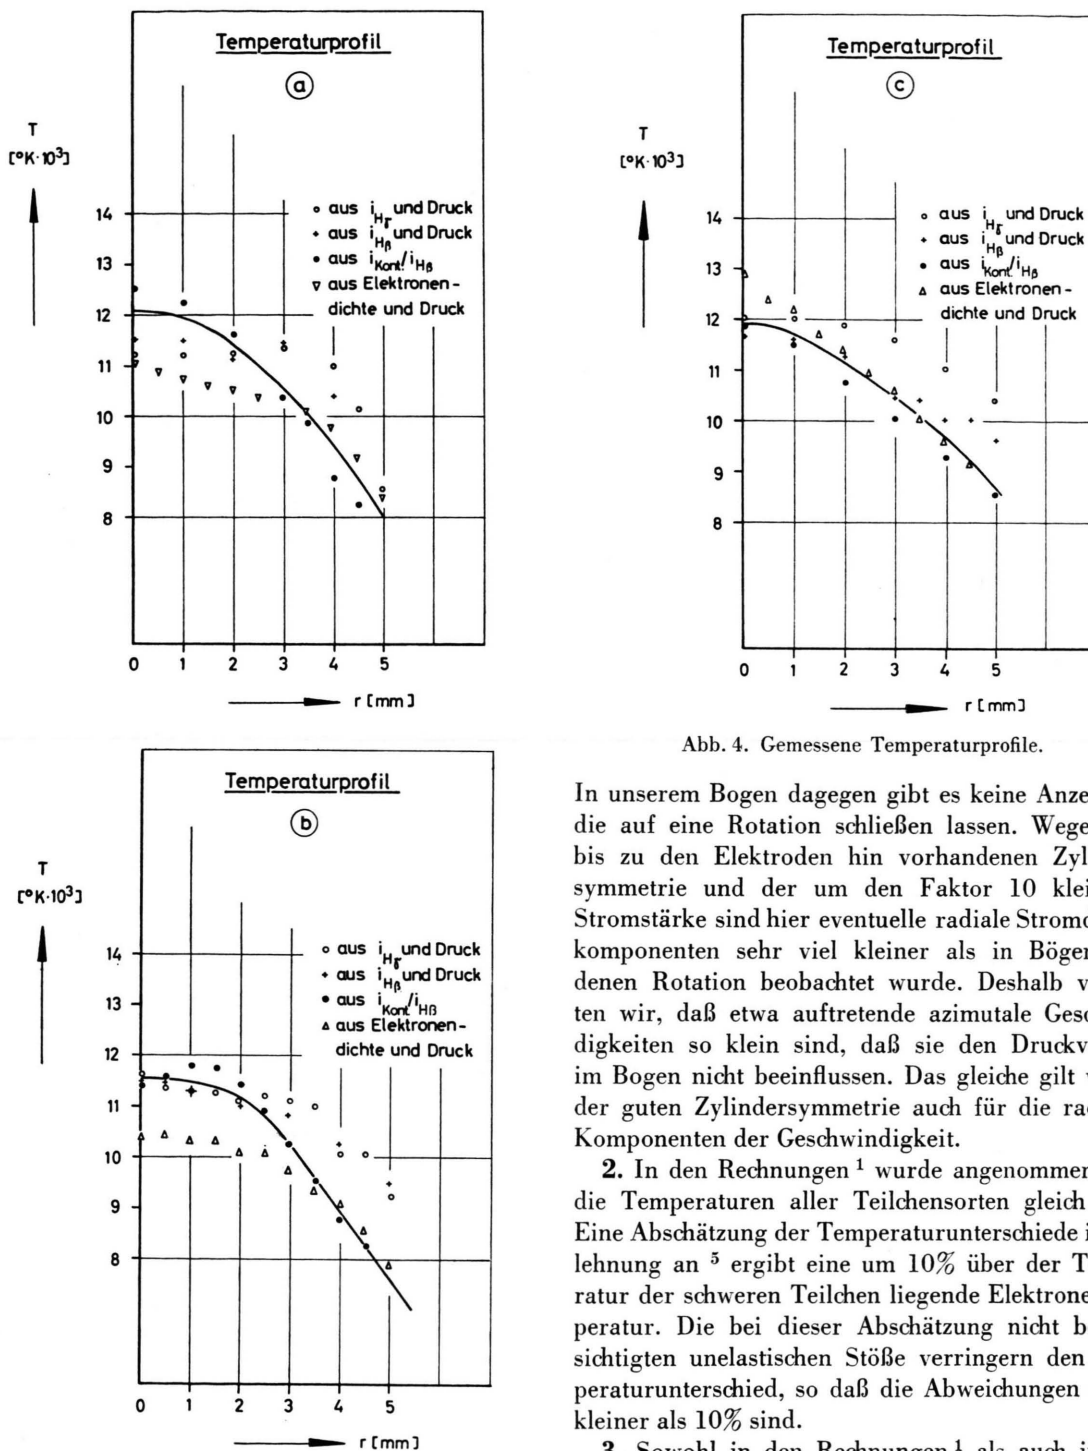 Temperaturprofil
a
T
[°K·10³]
14
13
12
11
10
9
8
∘ aus i_Hγ und Druck
+ aus i_Hβ und Druck
• aus i_Kont./i_Hβ
▽ aus Elektronen-
dichte und Druck
0 1 2 3 4 5
r [mm]
Temperaturprofil
b
T
[°K·10³]
14
13
12
11
10
9
8
∘ aus i_Hγ und Druck
+ aus i_Hβ und Druck
• aus i_Kont./i_Hβ
△ aus Elektronen-
dichte und Druck
0 1 2 3 4 5
r [mm]
Temperaturprofil
c
T
[°K·10³]
14
13
12
11
10
9
8
∘ aus i_Hγ und Druck
+ aus i_Hβ und Druck
• aus i_Kont./i_Hβ
△ aus Elektronen-
dichte und Druck
0 1 2 3 4 5
r [mm]
Abb. 4. Gemessene Temperaturprofile.
In unserem Bogen dagegen gibt es keine Anze
die auf eine Rotation schließen lassen. Wege
bis zu den Elektroden hin vorhandenen Zyl
symmetrie und der um den Faktor 10 klei
Stromstärke sind hier eventuelle radiale Strom
komponenten sehr viel kleiner als in Bögen
denen Rotation beobachtet wurde. Deshalb v
ten wir, daß etwa auftretende azimutale Gesc
digkeiten so klein sind, daß sie den Druckv
im Bogen nicht beeinflussen. Das gleiche gilt
der guten Zylindersymmetrie auch für die ra
Komponenten der Geschwindigkeit.
2. In den Rechnungen ¹ wurde angenommen
die Temperaturen aller Teilchensorten gleich
Eine Abschätzung der Temperaturunterschiede i
lehnung an ⁵ ergibt eine um 10% über der T
ratur der schweren Teilchen liegende Elektrone
peratur. Die bei dieser Abschätzung nicht b
sichtigten unelastischen Stöße verringern den
peraturunterschied, so daß die Abweichungen
kleiner als 10% sind.
3. Sowohl in den Rechnungen ¹ als auch i